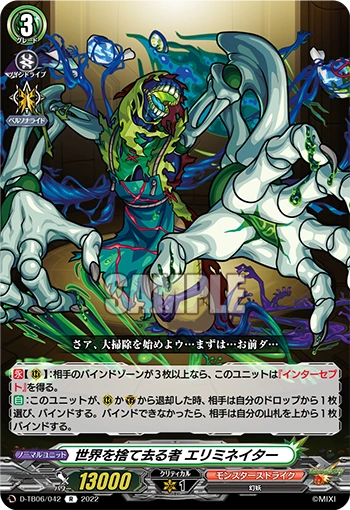 3
グレード
ツインドライブ
ペルソナライド
SAMPLE
さァ、大掃除を始めよウ…まずは…お前ダ…
【永】【(R)】：相手のバインドゾーンが３枚以上なら、このユニットは『インターセプト』を得る。
【自】：このユニットが、(V)か(R)から退却した時、相手は自分のドロップから１枚選び、バインドする。バインドできなかったら、相手は自分の山札を上から１枚バインドする。
ノーマルユニット
世界を捨て去る者 エリミネイター
D-TB06/042 R 2022
パワー 13000
クリティカル
1
モンスターストライク
幻妖
©MIXI